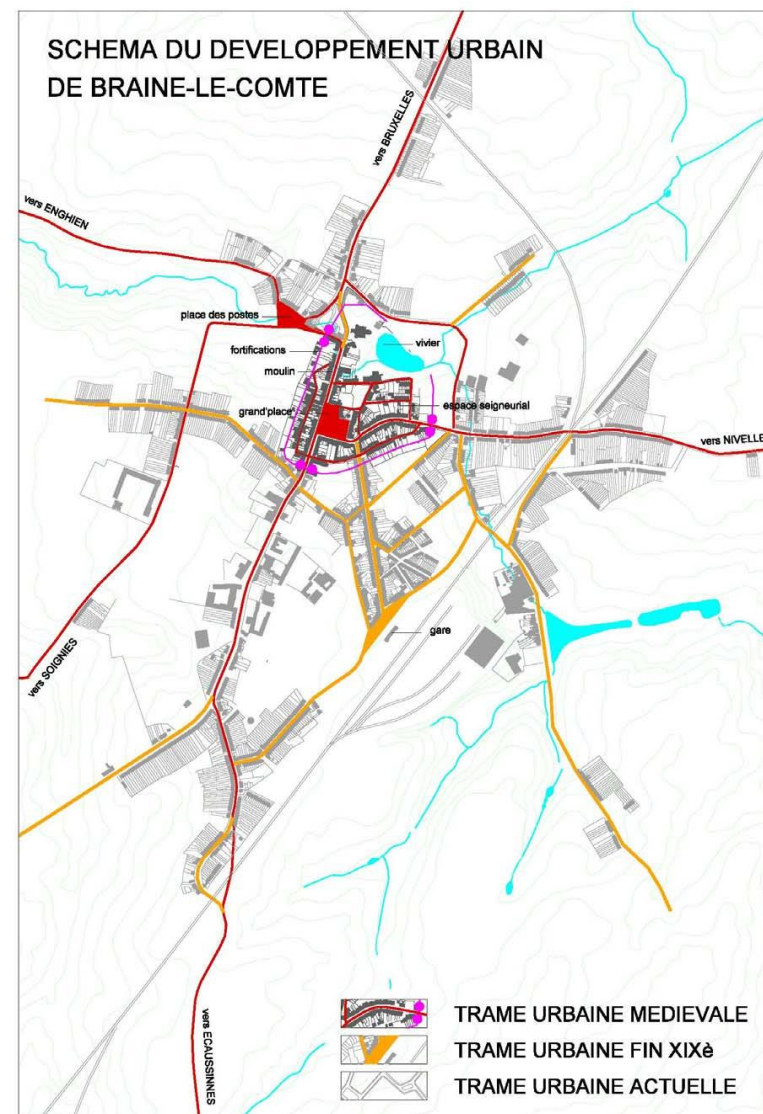 SCHEMA DU DEVELOPPEMENT URBAIN
DE BRAINE-LE-COMTE
vers BRUXELLES
vers ENGHIEN
place des postes
fortifications
vivier
moulin
grand'place
espace seigneurial
vers NIVELLE
gare
vers SOIGNIES
vers ECAUSSINNES
TRAME URBAINE MEDIEVALE
TRAME URBAINE FIN XIXè
TRAME URBAINE ACTUELLE